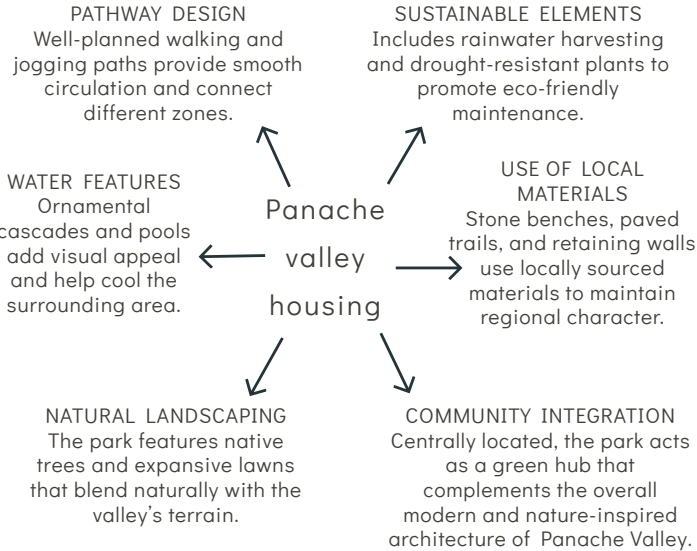 PATHWAY DESIGN
Well-planned walking and
jogging paths provide smooth
circulation and connect
different zones.
SUSTAINABLE ELEMENTS
Includes rainwater harvesting
and drought-resistant plants to
promote eco-friendly
maintenance.
WATER FEATURES
Ornamental
cascades and pools
add visual appeal
and help cool the
surrounding area.
Panache
valley
housing
USE OF LOCAL
MATERIALS
Stone benches, paved
trails, and retaining walls
use locally sourced
materials to maintain
regional character.
NATURAL LANDSCAPING
The park features native
trees and expansive lawns
that blend naturally with the
valley’s terrain.
COMMUNITY INTEGRATION
Centrally located, the park acts
as a green hub that
complements the overall
modern and nature-inspired
architecture of Panache Valley.